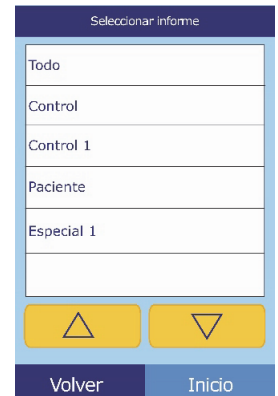 Seleccionar informe
Todo
Control
Control 1
Paciente
Especial 1
Volver Inicio